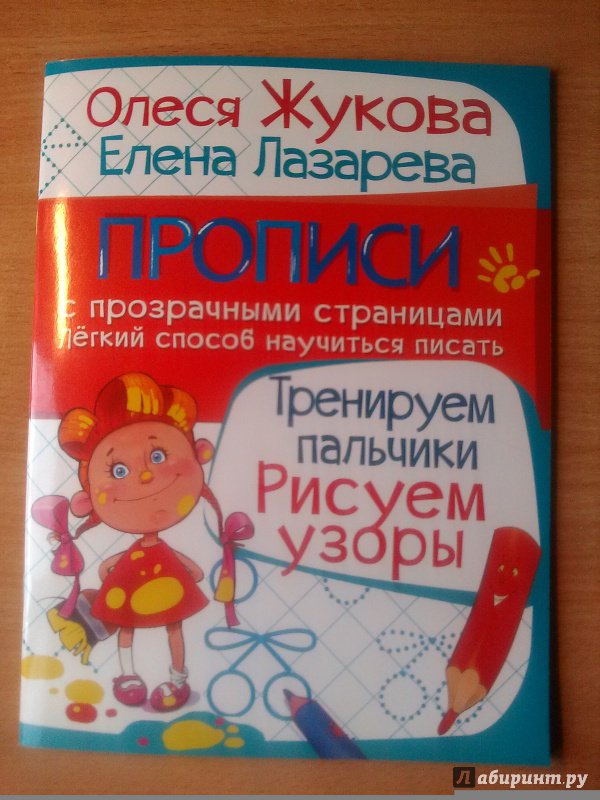 Олеся Жукова
Елена Лазарева
ПРОПИСИ
с прозрачными страницами
лёгкий способ научиться писать
Тренируем
пальчики
Рисуем
узоры
Лабиринт.ру